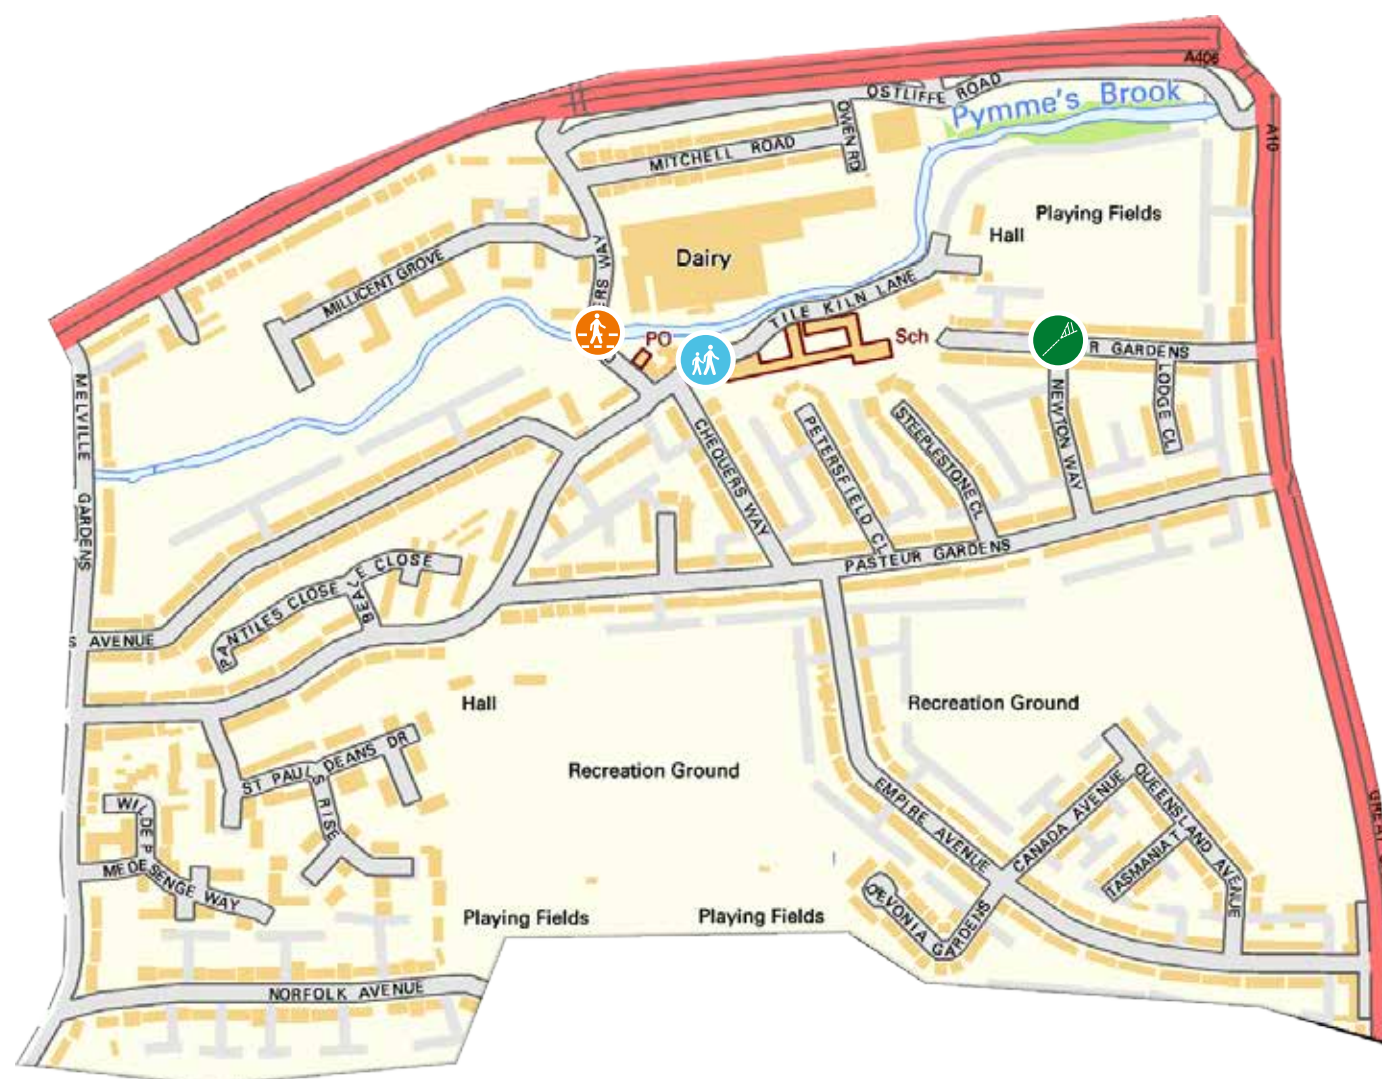 A406
OSTLIFFE ROAD
Pymme's Brook
OWEN RD
A110
MITCHELL ROAD
Playing Fields
Hall
WAY
Dairy
MILLICENT GROVE
TILE KILN LANE
PO
Sch
R GARDENS
MELVILLE GARDENS
LODGE CL
NEWTON WAY
CHEQUERS WAY
PETERSFIELD CL
STEEPLESTONE CL
PASTEUR GARDENS
BEALE CLOSE
PANTILES CLOSE
S AVENUE
Hall
Recreation Ground
Recreation Ground
ST PAULS RISE
DEANS DR
EMPIRE AVENUE
CANADA AVENUE
QUEENSLAND AVENUE
TASMANIA T
WILDE P
MEDESENGE WAY
DEVONIA GARDENS
Playing Fields
Playing Fields
NORFOLK AVENUE